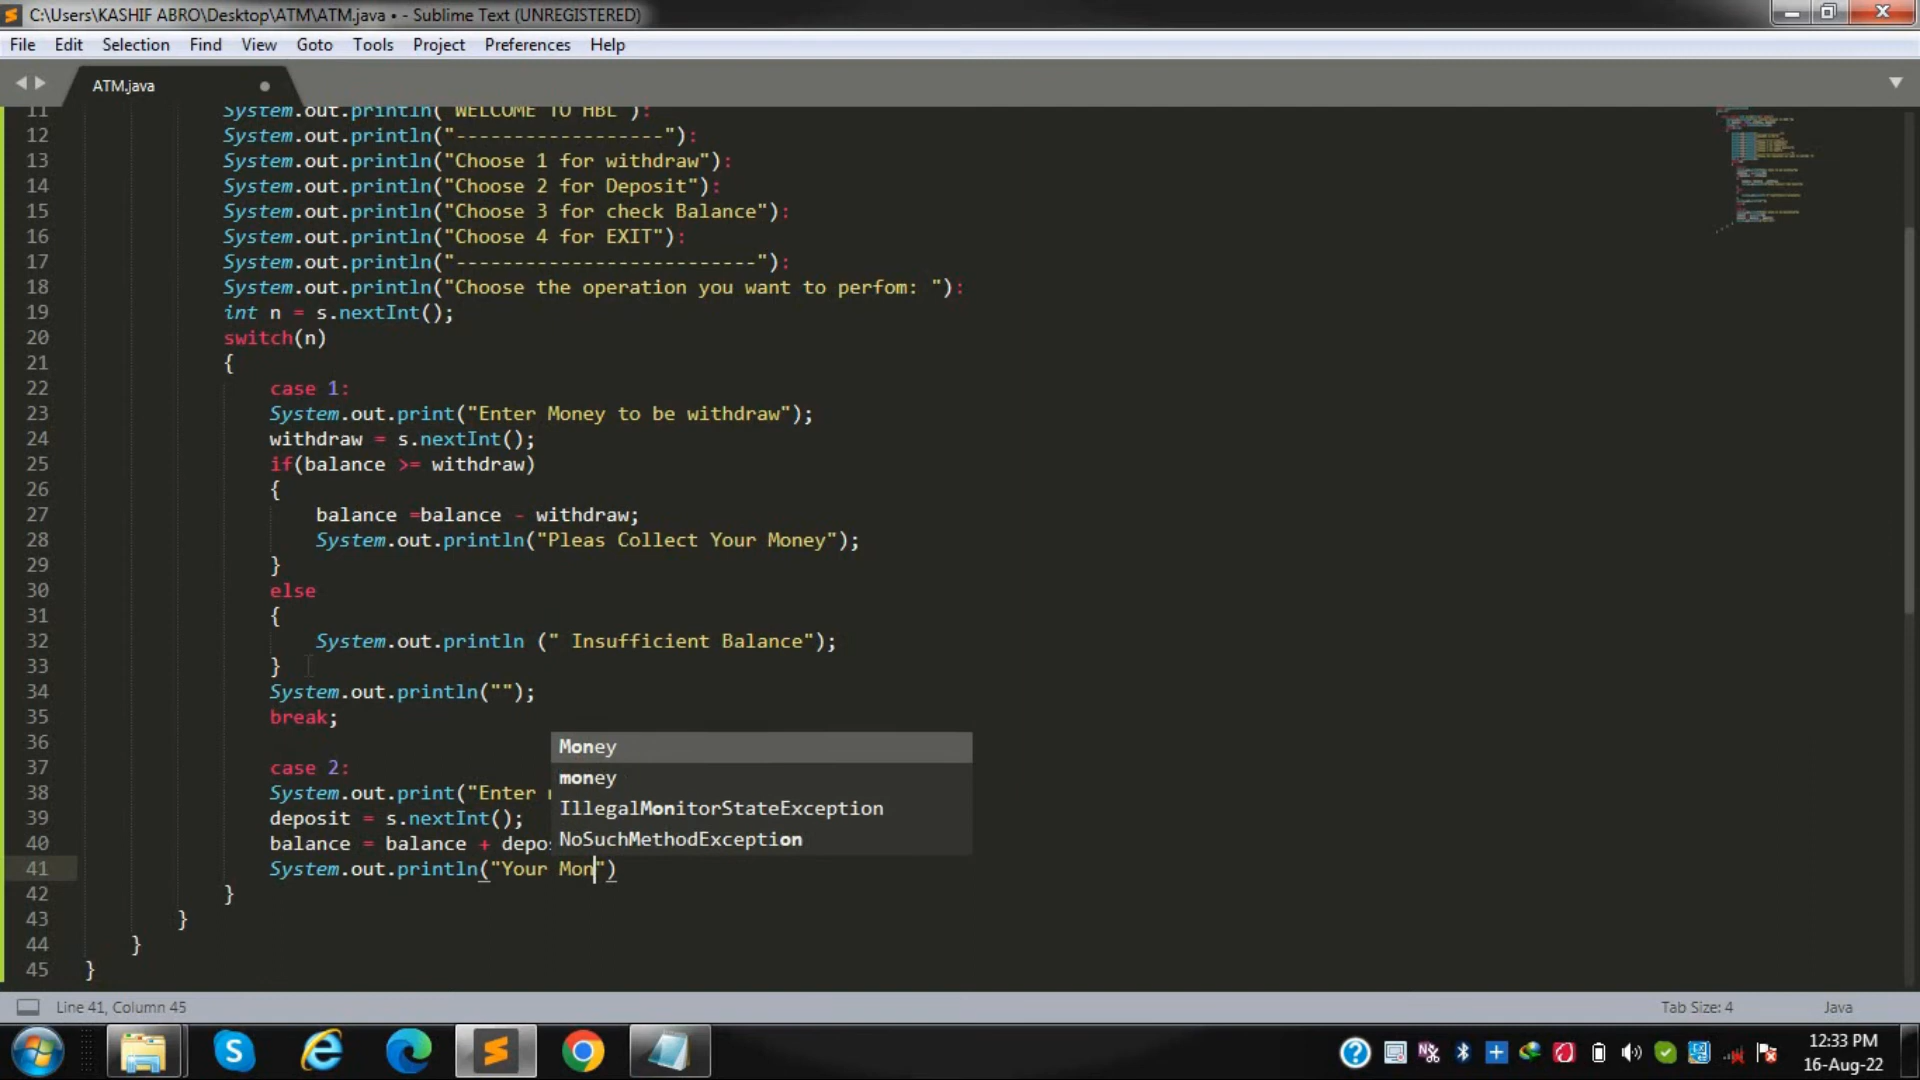 C:\Users\KASHIF ABRO\Desktop\ATM\ATM.java • - Sublime Text (UNREGISTERED)
File Edit Selection Find View Goto Tools Project Preferences Help
ATM.java
11 System.out.println("WELCOME TO HBL"):
12 System.out.println("------------------"):
13 System.out.println("Choose 1 for withdraw"):
14 System.out.println("Choose 2 for Deposit"):
15 System.out.println("Choose 3 for check Balance"):
16 System.out.println("Choose 4 for EXIT"):
17 System.out.println("--------------------------"):
18 System.out.println("Choose the operation you want to perfom: "):
19 int n = s.nextInt();
20 switch(n)
21 {
22 case 1:
23 System.out.print("Enter Money to be withdraw");
24 withdraw = s.nextInt();
25 if(balance >= withdraw)
26 {
27 balance =balance - withdraw;
28 System.out.println("Pleas Collect Your Money");
29 }
30 else
31 {
32 System.out.println (" Insufficient Balance");
33 }
34 System.out.println("");
35 break;
36
Money
37 case 2:
money
38 System.out.print("Enter
IllegalMonitorStateException
39 deposit = s.nextInt();
NoSuchMethodException
40 balance = balance + depo
41 System.out.println("Your Mon")
42 }
43 }
44 }
45 }
Line 41, Column 45
Tab Size: 4 Java
12:33 PM
16-Aug-22